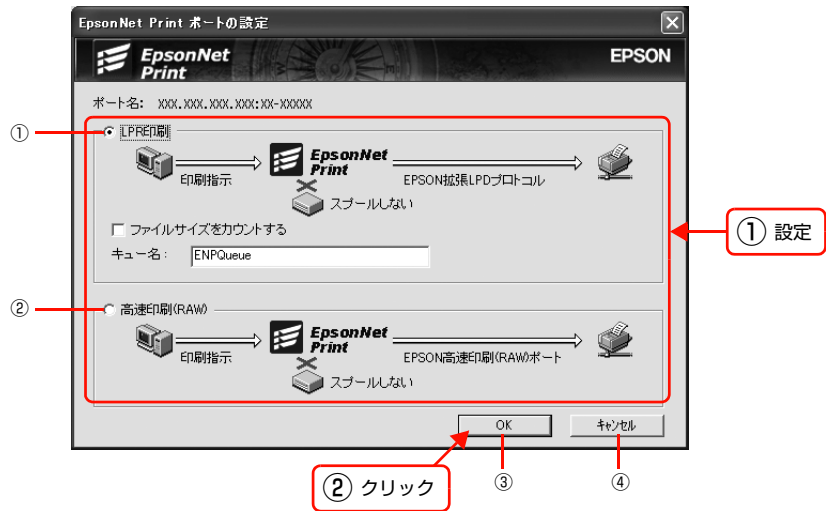 EpsonNet Print ポートの設定
EpsonNet
Print
EPSON
ポート名: XXX.XXX.XXX.XXX:XX-XXXXX
①
LPR印刷
印刷指示
EpsonNet
Print
EPSON拡張LPDプロトコル
スプールしない
① 設定
ファイルサイズをカウントする
キュー名: ENPQueue
②
高速印刷(RAW)
印刷指示
EpsonNet
Print
EPSON高速印刷(RAW)ポート
スプールしない
OK
キャンセル
② クリック
③
④